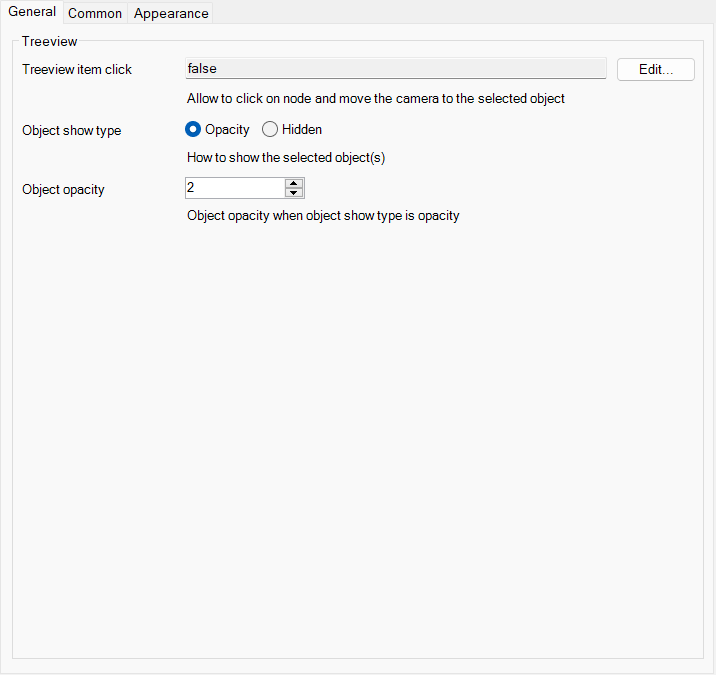 General Common Appearance
Treeview
Treeview item click false Edit...
Allow to click on node and move the camera to the selected object
Object show type Opacity Hidden
How to show the selected object(s)
Object opacity 2
Object opacity when object show type is opacity